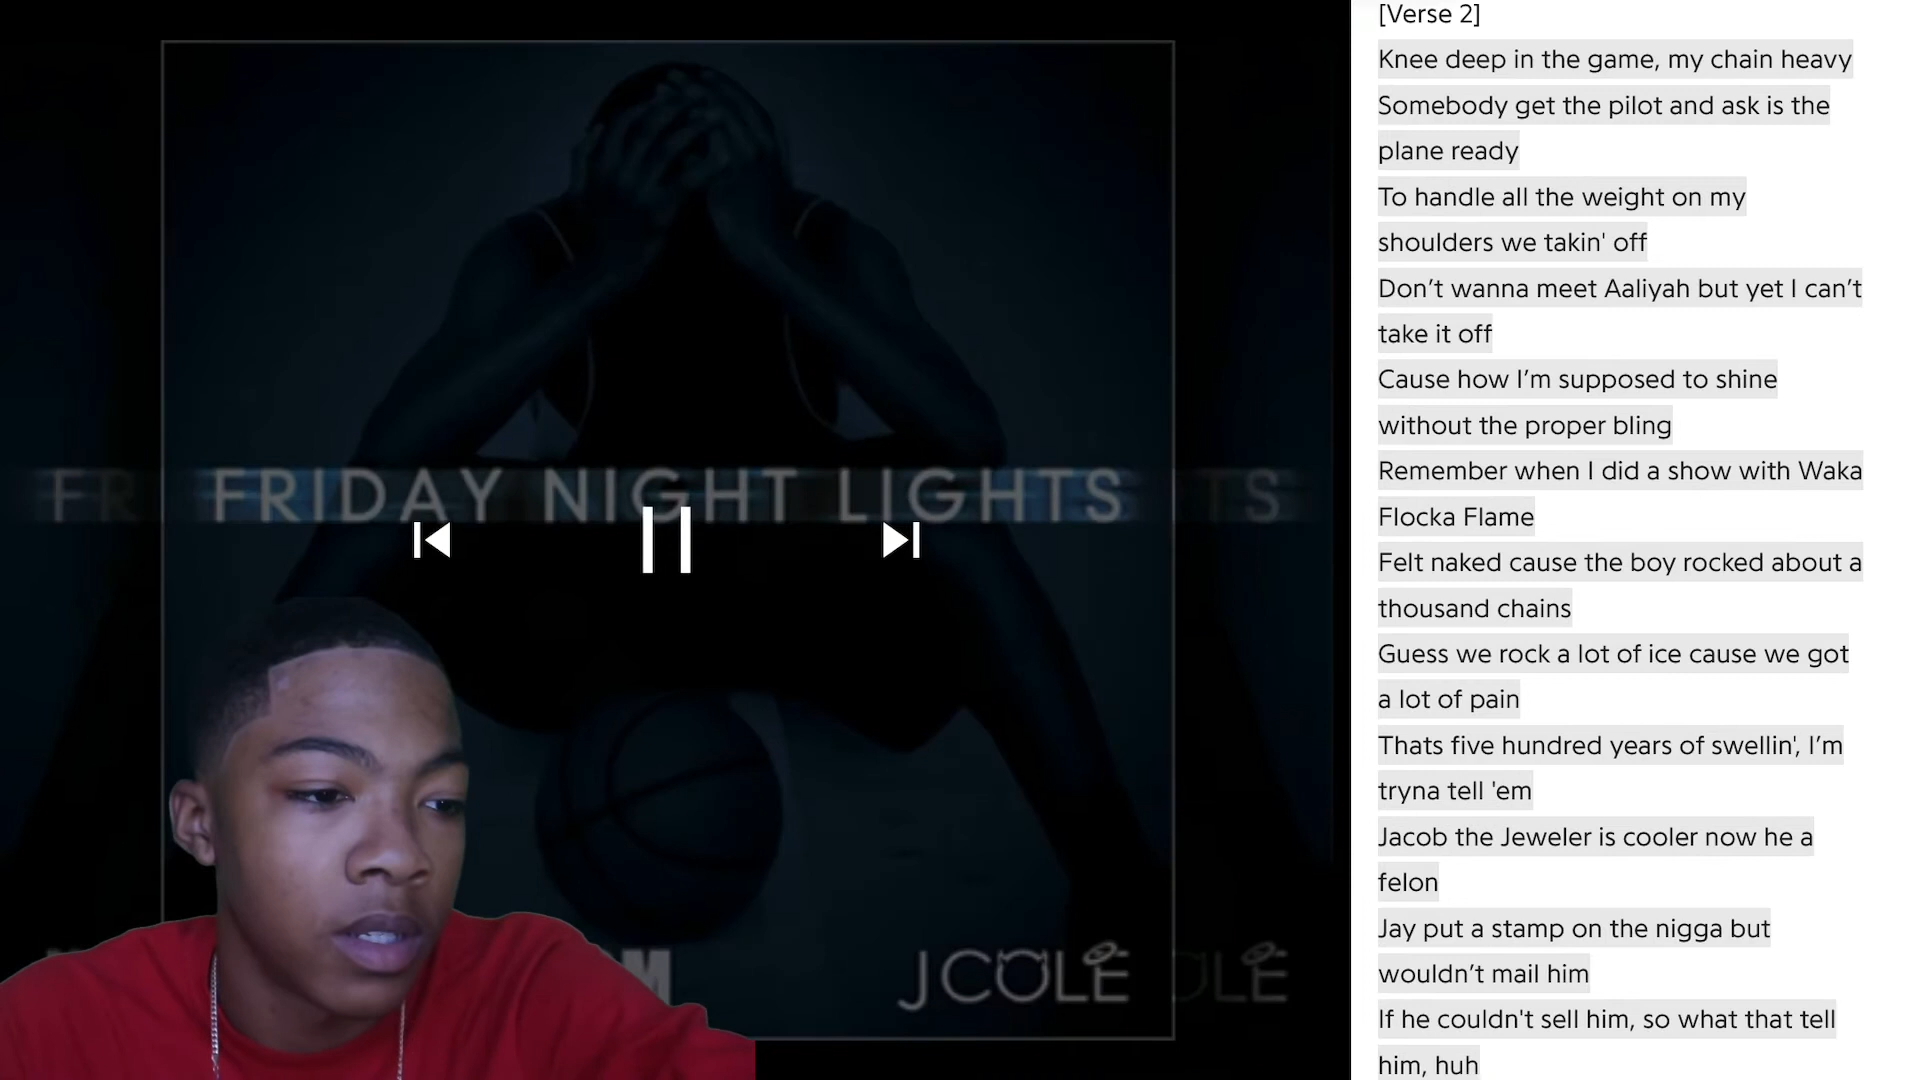 [Verse 2]
Knee deep in the game, my chain heavy
Somebody get the pilot and ask is the
plane ready
To handle all the weight on my
shoulders we takin' off
Don’t wanna meet Aaliyah but yet I can’t
take it off
Cause how I’m supposed to shine
without the proper bling
Remember when I did a show with Waka
Flocka Flame
Felt naked cause the boy rocked about a
thousand chains
Guess we rock a lot of ice cause we got
a lot of pain
Thats five hundred years of swellin', I’m
tryna tell 'em
Jacob the Jeweler is cooler now he a
felon
Jay put a stamp on the nigga but
wouldn’t mail him
If he couldn't sell him, so what that tell
him, huh
FR FRIDAY NIGHT LIGHTS TS
J COLE OLE